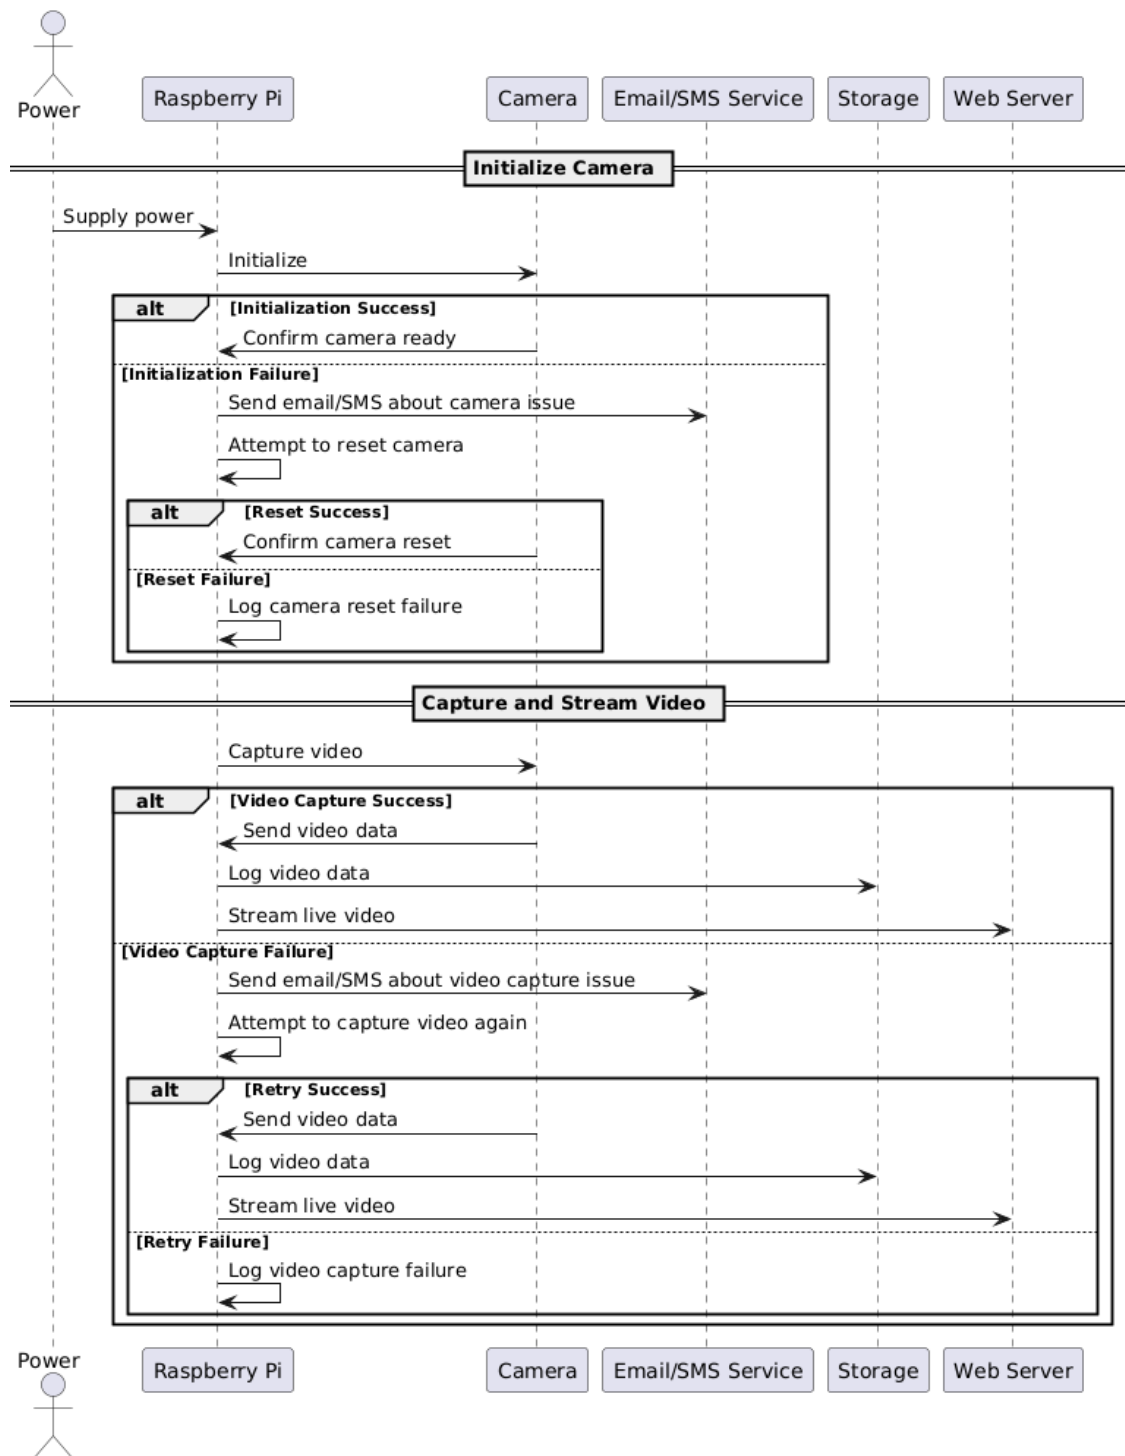 Power
Raspberry Pi
Camera
Email/SMS Service
Storage
Web Server
Initialize Camera
Supply power
Initialize
alt
[Initialization Success]
Confirm camera ready
[Initialization Failure]
Send email/SMS about camera issue
Attempt to reset camera
alt
[Reset Success]
Confirm camera reset
[Reset Failure]
Log camera reset failure
Capture and Stream Video
Capture video
alt
[Video Capture Success]
Send video data
Log video data
Stream live video
[Video Capture Failure]
Send email/SMS about video capture issue
Attempt to capture video again
alt
[Retry Success]
Send video data
Log video data
Stream live video
[Retry Failure]
Log video capture failure
Power
Raspberry Pi
Camera
Email/SMS Service
Storage
Web Server